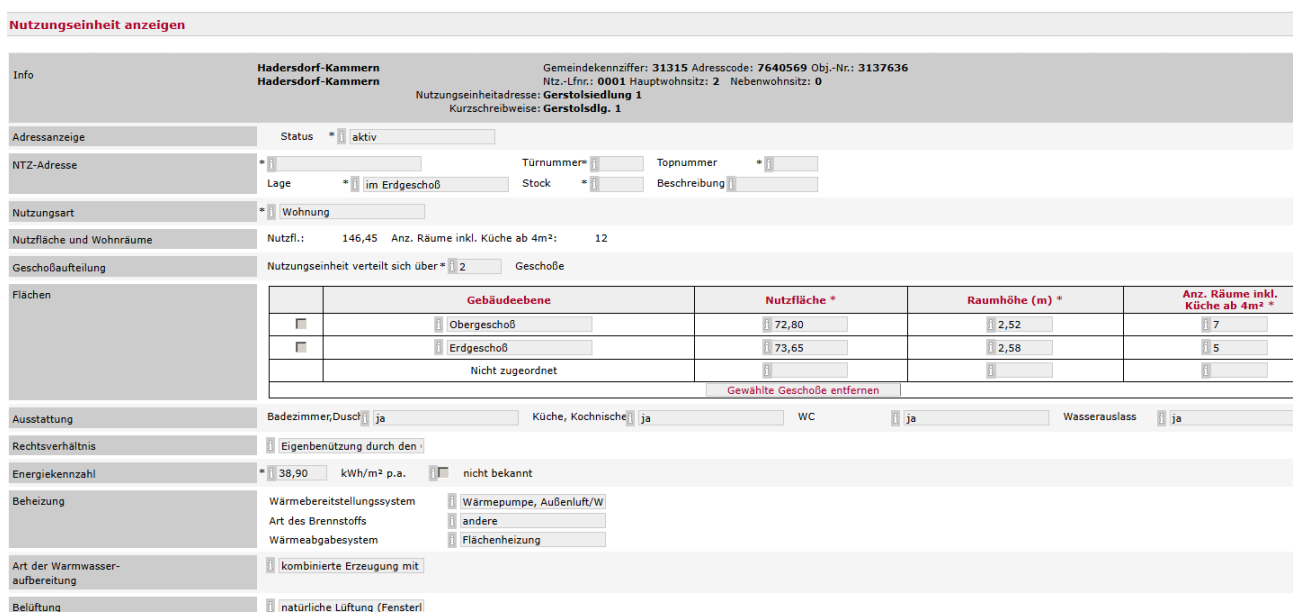 Nutzungseinheit anzeigen
Info
Hadersdorf-Kammern Gemeindekennziffer: 31315 Adresscode: 7640569 Obj.-Nr.: 3137636
Hadersdorf-Kammern Ntz.-Lfnr.: 0001 Hauptwohnsitz: 2 Nebenwohnsitz: 0
Nutzungseinheitadresse: Gerstolsiedlung 1
Kurzschreibweise: Gerstolsdlg. 1
Adressanzeige Status * aktiv
NTZ-Adresse * Türnummer* Topnummer *
Lage * im Erdgeschoß Stock * Beschreibung
Nutzungsart * Wohnung
Nutzfläche und Wohnräume Nutzfl.: 146,45 Anz. Räume inkl. Küche ab 4m²: 12
Geschoßaufteilung Nutzungseinheit verteilt sich über * 2 Geschoße
Flächen
Gebäudeebene Nutzfläche * Raumhöhe (m) * Anz. Räume inkl.
Küche ab 4m² *
Obergeschoß 72,80 2,52 7
Erdgeschoß 73,65 2,58 5
Nicht zugeordnet
Gewählte Geschoße entfernen
Ausstattung Badezimmer,Dusch ja Küche, Kochnische ja WC ja Wasserauslass ja
Rechtsverhältnis Eigenbenützung durch den
Energiekennzahl * 38,90 kWh/m² p.a. nicht bekannt
Beheizung Wärmebereitstellungssystem Wärmepumpe, Außenluft/W
Art des Brennstoffs andere
Wärmeabgabesystem Flächenheizung
Art der Warmwasser- kombinierte Erzeugung mit
aufbereitung
Belüftung natürliche Lüftung (Fensterl